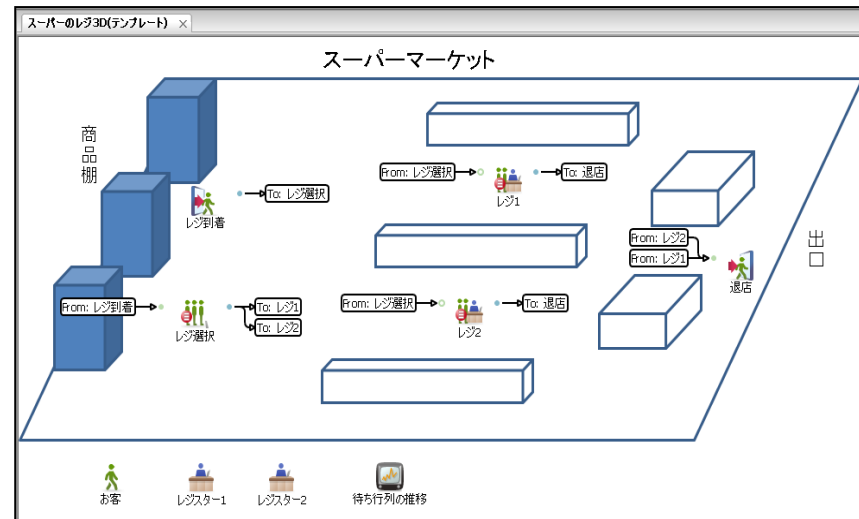 スーパーのレジ3D(テンプレート)
スーパーマーケット
商品棚
From: レジ選択
To: 退店
レジ1
To: レジ選択
レジ到着
From: レジ2
From: レジ1
退店
出口
From: レジ到着
To: レジ1
To: レジ2
レジ選択
From: レジ選択
To: 退店
レジ2
お客
レジスター1
レジスター2
待ち行列の推移